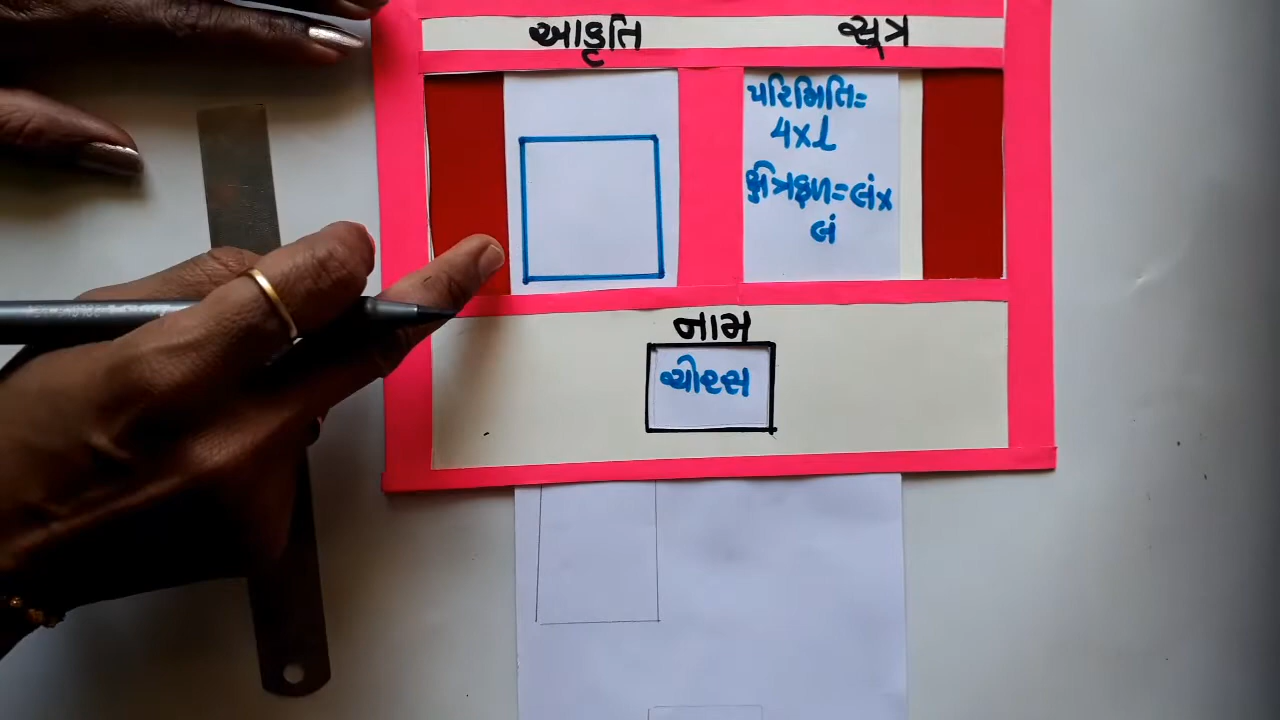 આકૃતિ
સૂત્ર
પરિમિતિ=
4×L
ક્ષેત્રફળ=લં×
લં
નામ
ચોરસ